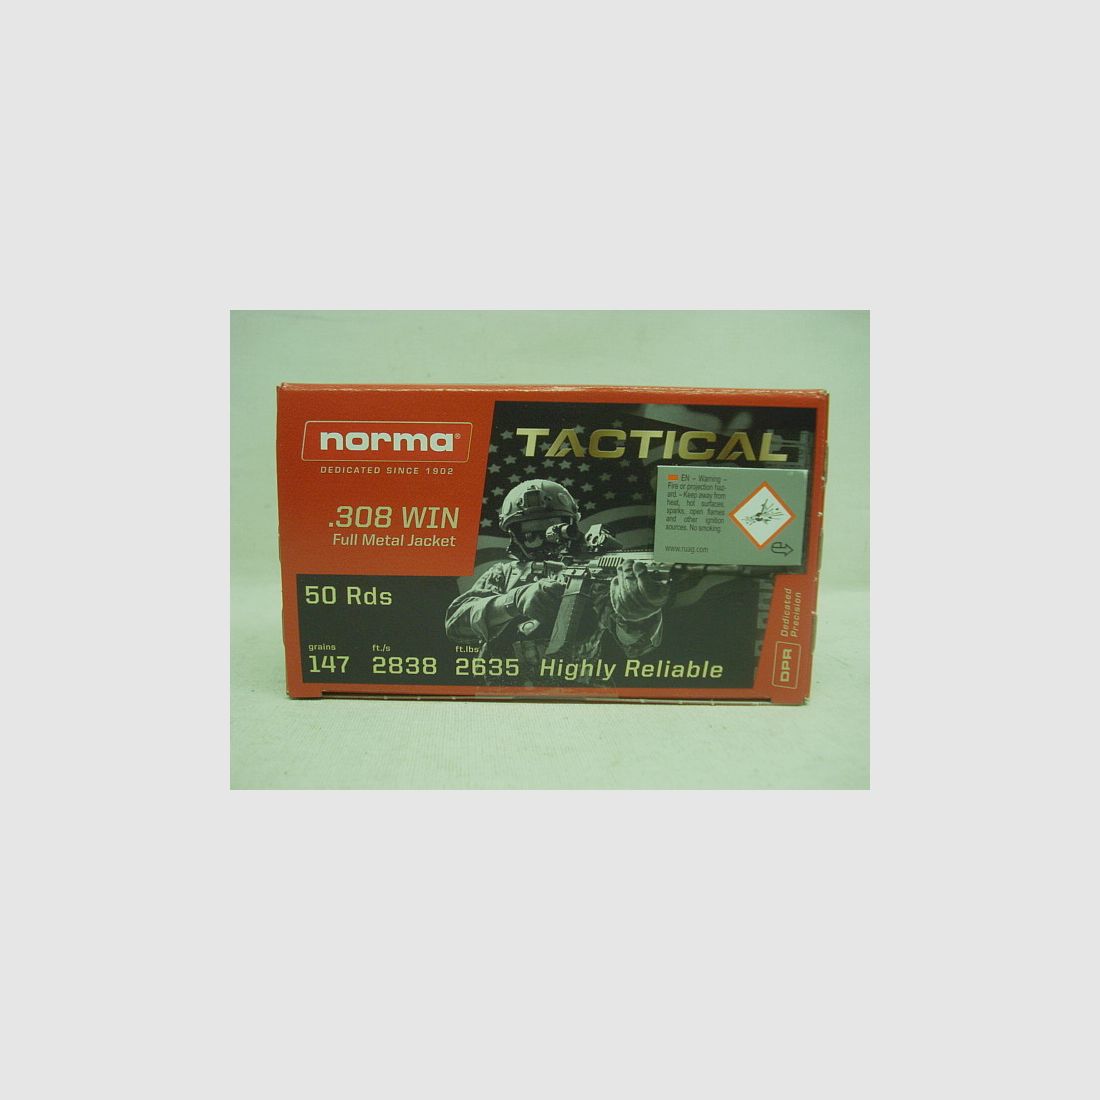 norma®
DEDICATED SINCE 1902
TACTICAL
.308 WIN
Full Metal Jacket
EN – Warning –
Fire or projection haz-
ard. – Keep away from
heat, hot surfaces,
sparks, open flames
and other ignition
sources. No smoking.
www.ruag.com
50 Rds
grains
147
ft./s
2838
ft.lbs
2635
Highly Reliable
DPR
Dedicated
Precision